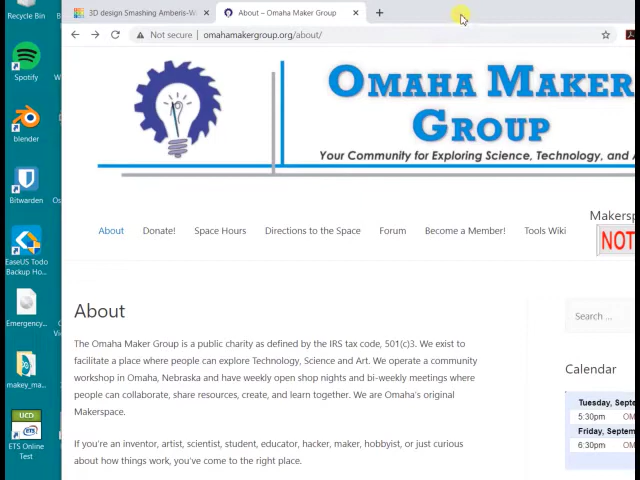 Recycle Bin
3D design Smashing Amberis-W
About – Omaha Maker Group
Not secure
omahamakergroup.org/about/
Spotify
blender
Bitwarden
EaseUS Todo
Backup Ho...
Emergency...
makey_ma...
UCD
ETS
ETS Online
Test
OMAHA MAKER
GROUP
Your Community for Exploring Science, Technology, and
About
Donate!
Space Hours
Directions to the Space
Forum
Become a Member!
Tools Wiki
Makersp
NOT
About
Search ...
The Omaha Maker Group is a public charity as defined by the IRS tax code, 501(c)3. We exist to
facilitate a place where people can explore Technology, Science and Art. We operate a community
workshop in Omaha, Nebraska and have weekly open shop nights and bi-weekly meetings where
people can collaborate, share resources, create, and learn together. We are Omaha's original
Makerspace.
If you're an inventor, artist, scientist, student, educator, hacker, maker, hobbyist, or just curious
about how things work, you've come to the right place.
Calendar
Tuesday, Septe
5:30pm OM
Friday, Septem
6:30pm OM